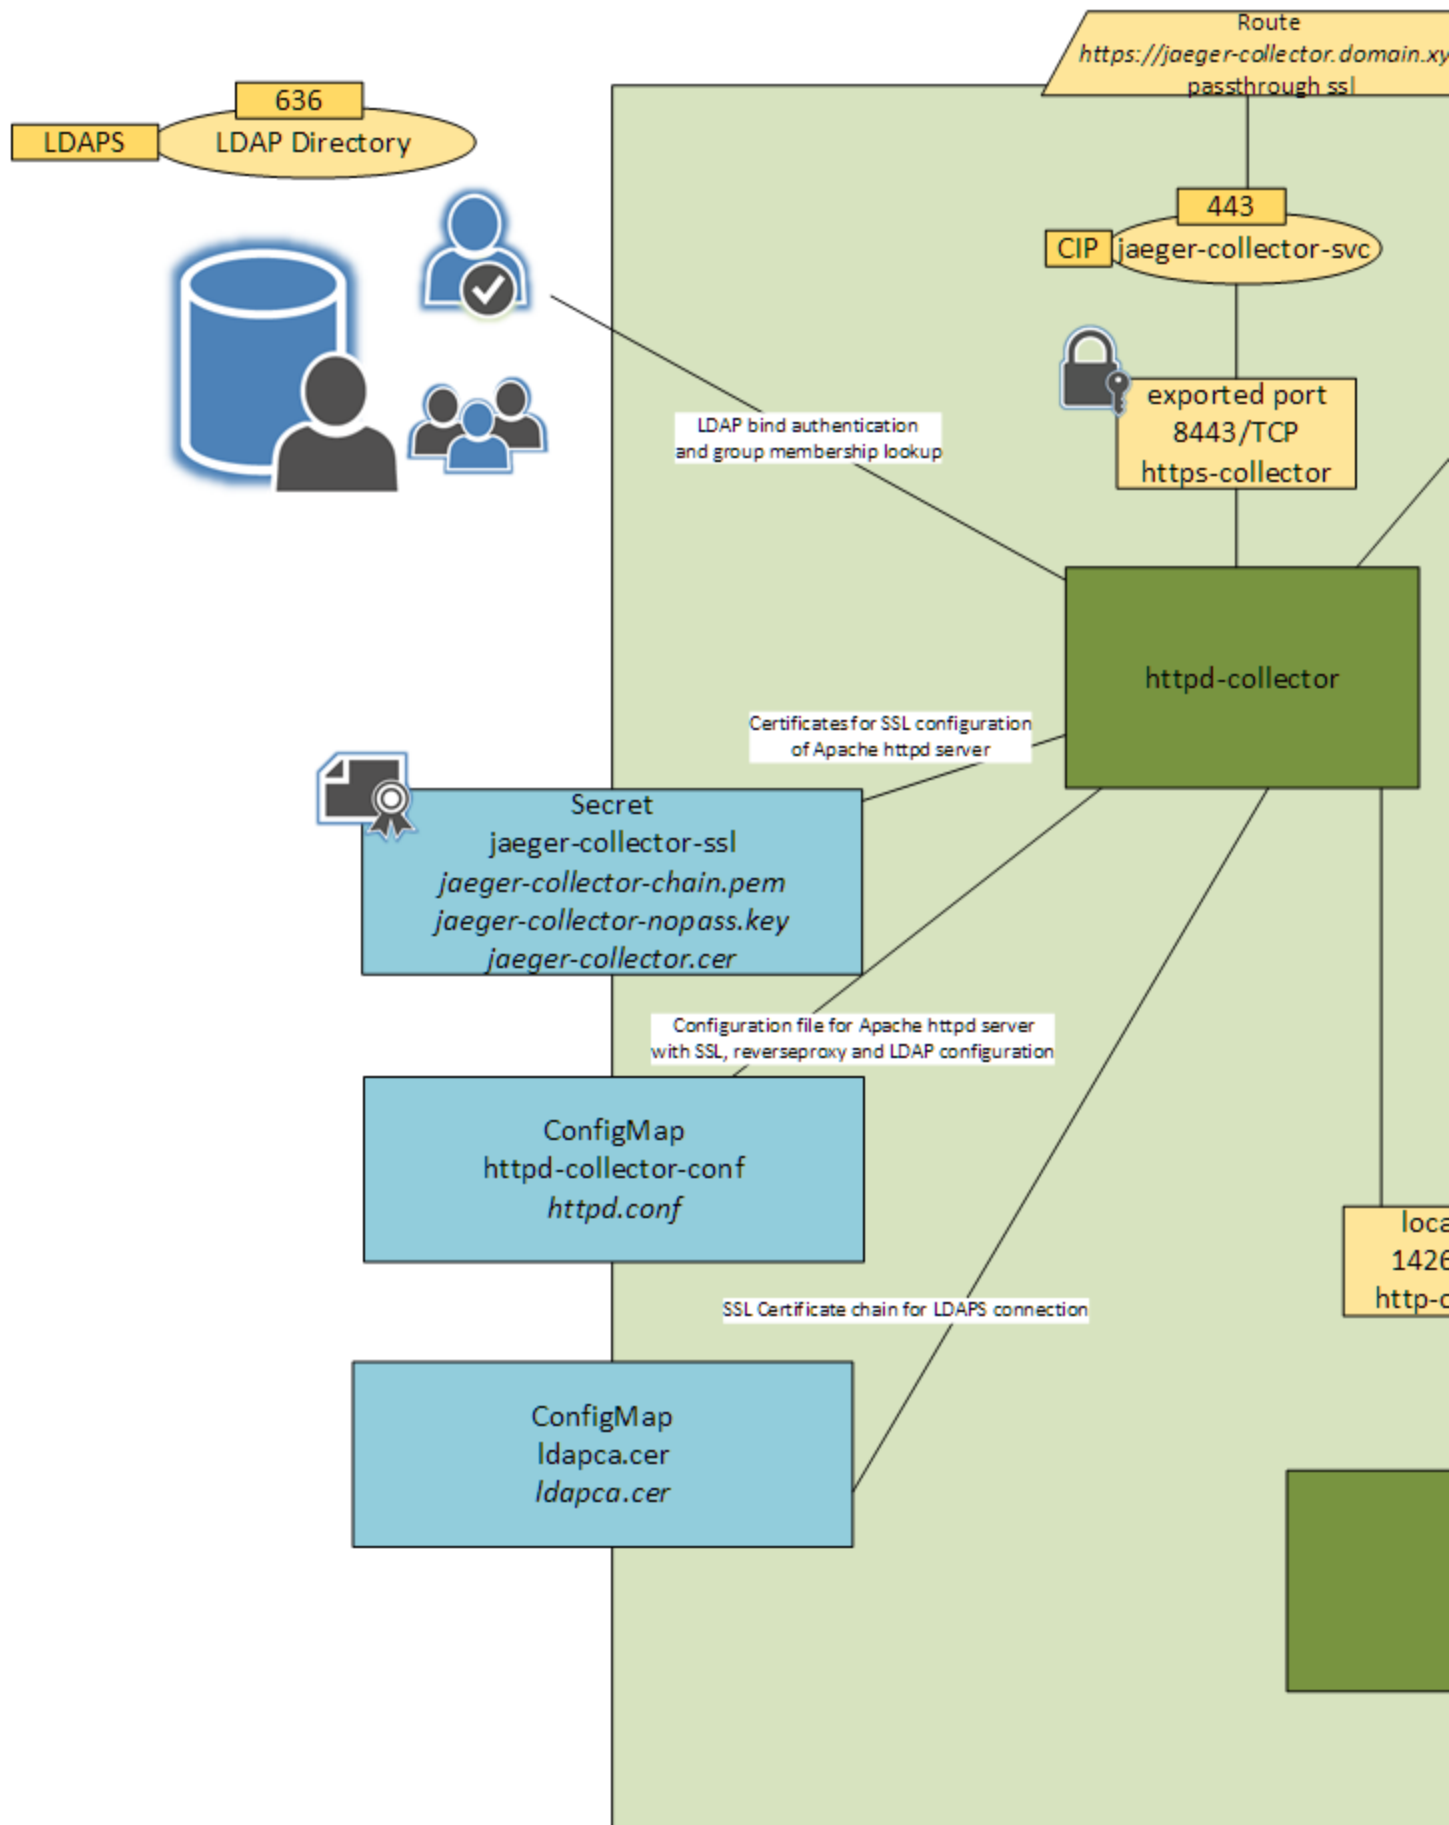 Route
https://jaeger-collector.domain.xy
passthrough ssl
636
LDAPS
LDAP Directory
443
CIP
jaeger-collector-svc
exported port
8443/TCP
https-collector
LDAP bind authentication
and group membership lookup
httpd-collector
Certificates for SSL configuration
of Apache httpd server
Secret
jaeger-collector-ssl
jaeger-collector-chain.pem
jaeger-collector-nopass.key
jaeger-collector.cer
Configuration file for Apache httpd server
with SSL, reverseproxy and LDAP configuration
ConfigMap
httpd-collector-conf
httpd.conf
SSL Certificate chain for LDAPS connection
ConfigMap
ldapca.cer
ldapca.cer